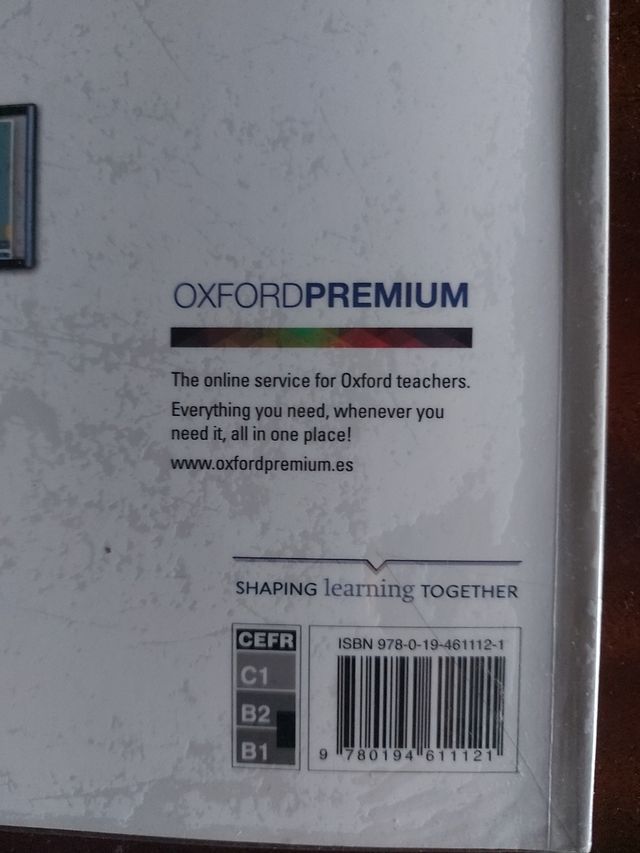 OXFORDPREMIUM
The online service for Oxford teachers.
Everything you need, whenever you
need it, all in one place!
www.oxfordpremium.es
SHAPING learning TOGETHER
CEFR
C1
B2
B1
ISBN 978-0-19-461112-1
9 780194 611121